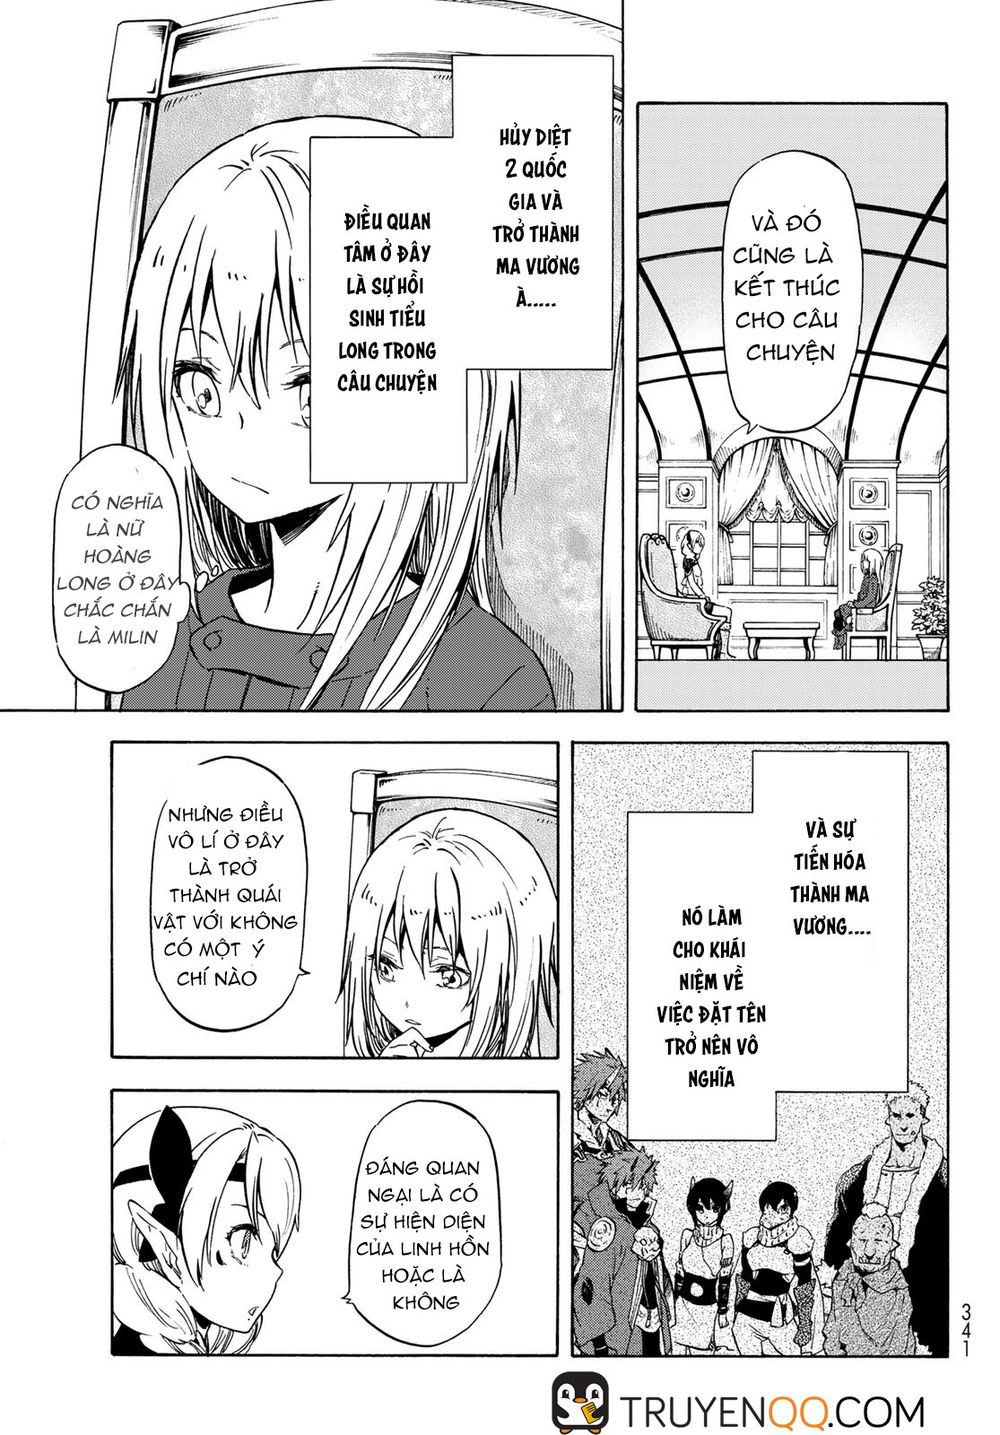 VÀ ĐÓ
CŨNG LÀ
KẾT THÚC
CHO CÂU
CHUYỆN
HỦY DIỆT
2 QUỐC
GIA VÀ
TRỞ THÀNH
MA VƯƠNG
À.....
ĐIỀU QUAN
TÂM Ở ĐÂY
LÀ SỰ HỒI
SINH TIỂU
LONG TRONG
CÂU CHUYỆN
CÓ NGHĨA
LÀ NỮ
HOÀNG
LONG Ở ĐÂY
CHẮC CHẮN
LÀ MILIN
VÀ SỰ
TIẾN HÓA
THÀNH MA
VƯƠNG....
NÓ LÀM
CHO KHÁI
NIỆM VỀ
VIỆC ĐẶT TÊN
TRỞ NÊN VÔ
NGHĨA
NHƯNG ĐIỀU
VÔ LÍ Ở ĐÂY
LÀ TRỞ
THÀNH QUÁI
VẬT VỚI KHÔNG
CÓ MỘT Ý
CHÍ NÀO
ĐÁNG QUAN
NGẠI LÀ CÓ
SỰ HIỆN DIỆN
CỦA LINH HỒN
HOẶC LÀ
KHÔNG
341
TRUYENQQ.COM